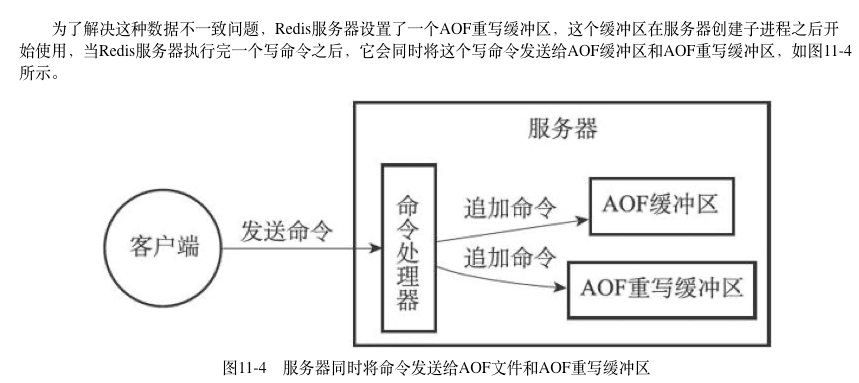 为了解决这种数据不一致问题，Redis服务器设置了一个AOF重写缓冲区，这个缓冲区在服务器创建子进程之后开
始使用，当Redis服务器执行完一个写命令之后，它会同时将这个写命令发送给AOF缓冲区和AOF重写缓冲区，如图11-4
所示。
服务器
客户端
发送命令
命令处理器
追加命令
AOF缓冲区
追加命令
AOF重写缓冲区
图11-4 服务器同时将命令发送给AOF文件和AOF重写缓冲区